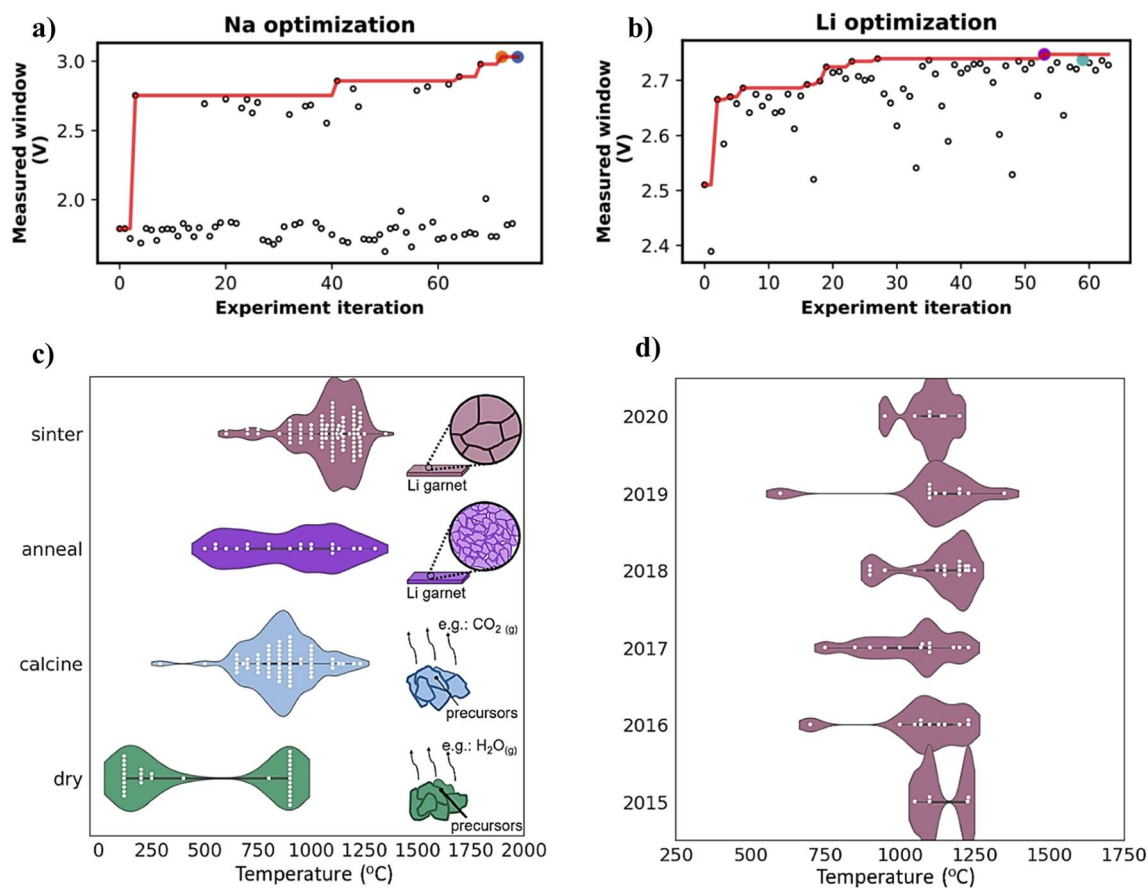 a)
Na optimization
3.0
2.5
2.0
Measured window
(V)
0
20
40
60
Experiment iteration
b)
Li optimization
2.7
2.6
2.5
2.4
Measured window
(V)
0
10
20
30
40
50
60
Experiment iteration
c)
sinter
anneal
calcine
dry
Li garnet
Li garnet
e.g.: CO2 (g)
precursors
e.g.: H2O(g)
precursors
0
250
500
750
1000
1250
1500
1750
2000
Temperature (°C)
d)
2020
2019
2018
2017
2016
2015
250
500
750
1000
1250
1500
1750
Temperature (°C)